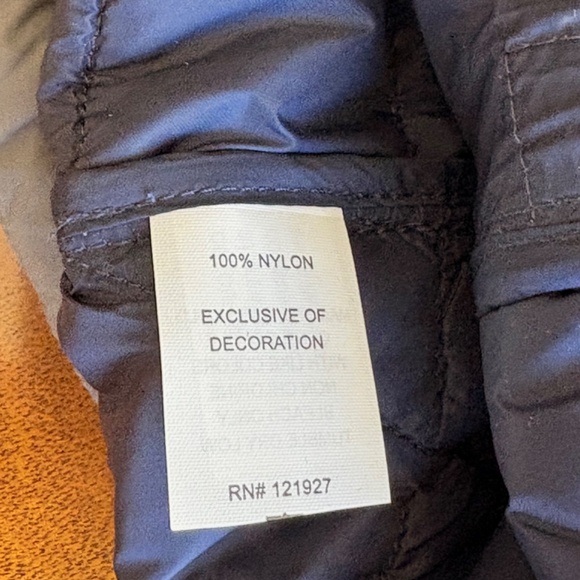 100% NYLON
EXCLUSIVE OF
DECORATION
RN# 121927